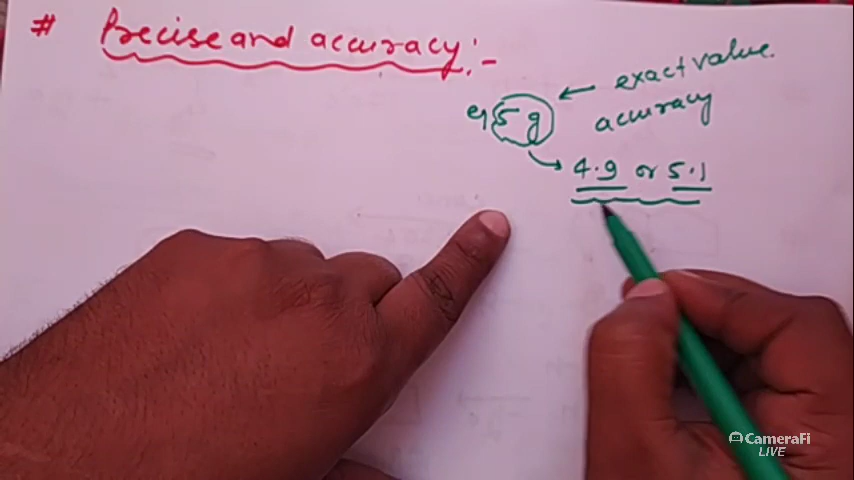 # Precise and accuracy :-
exact value.
accuracy
eg 5 g
4.9 or 5.1
CameraFi
LIVE